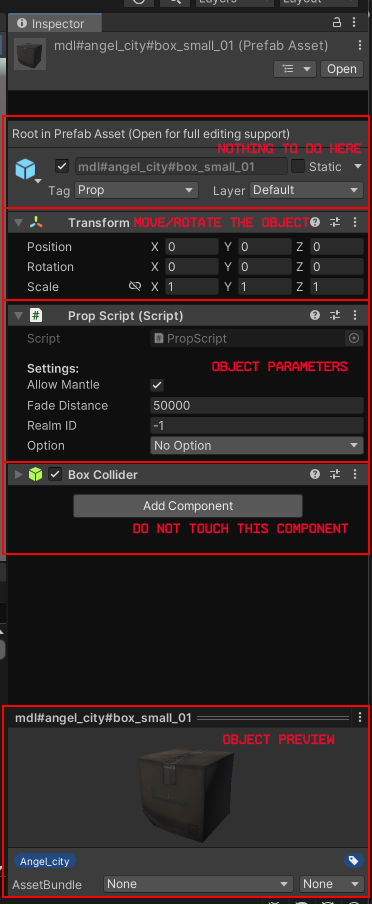 Layers
Layout
Inspector
mdl#angel_city#box_small_01 (Prefab Asset)
Open
Root in Prefab Asset (Open for full editing support)
NOTHING TO DO HERE
mdl#angel_city#box_small_01
Static
Tag Prop Layer Default
Transform MOVE/ROTATE THE OBJECT
Position X 0 Y 0 Z 0
Rotation X 0 Y 0 Z 0
Scale X 1 Y 1 Z 1
# Prop Script (Script)
Script # PropScript
Settings:
OBJECT PARAMETERS
Allow Mantle
Fade Distance 50000
Realm ID -1
Option No Option
Box Collider
Add Component
DO NOT TOUCH THIS COMPONENT
mdl#angel_city#box_small_01
OBJECT PREVIEW
Angel_city
AssetBundle None None